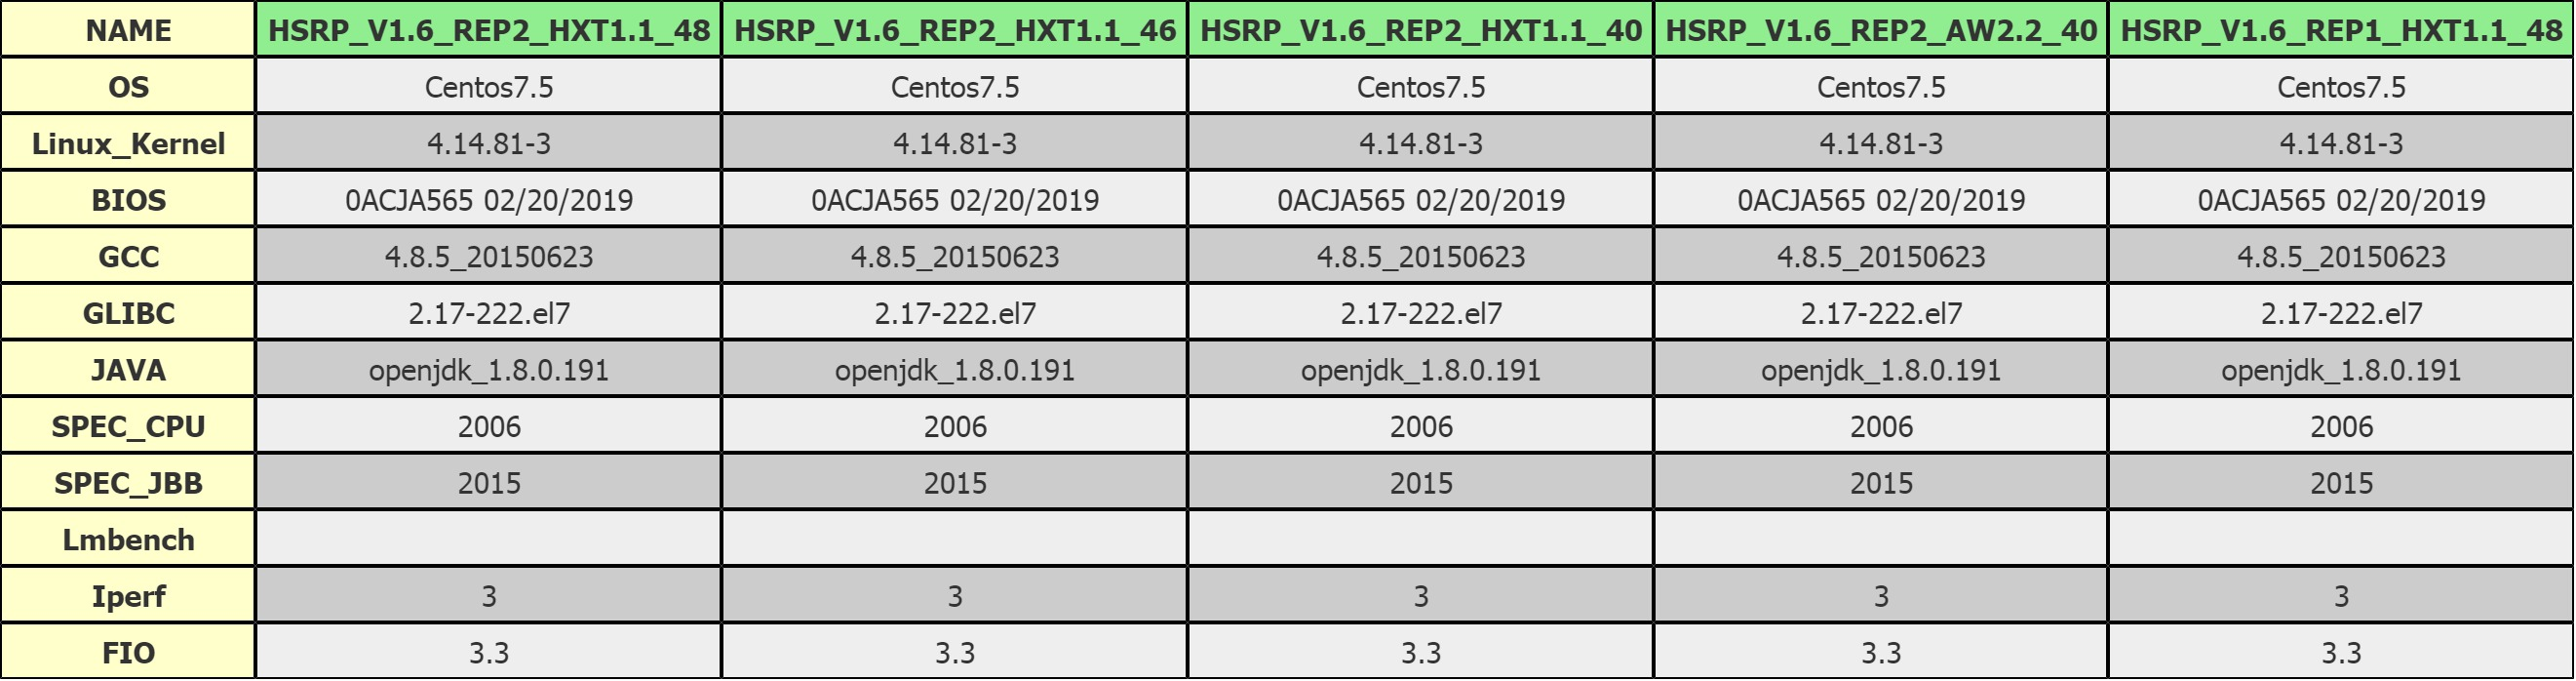 NAME HSRP_V1.6_REP2_HXT1.1_48 HSRP_V1.6_REP2_HXT1.1_46 HSRP_V1.6_REP2_HXT1.1_40 HSRP_V1.6_REP2_AW2.2_40 HSRP_V1.6_REP1_HXT1.1_48
OS Centos7.5 Centos7.5 Centos7.5 Centos7.5 Centos7.5
Linux_Kernel 4.14.81-3 4.14.81-3 4.14.81-3 4.14.81-3 4.14.81-3
BIOS 0ACJA565 02/20/2019 0ACJA565 02/20/2019 0ACJA565 02/20/2019 0ACJA565 02/20/2019 0ACJA565 02/20/2019
GCC 4.8.5_20150623 4.8.5_20150623 4.8.5_20150623 4.8.5_20150623 4.8.5_20150623
GLIBC 2.17-222.el7 2.17-222.el7 2.17-222.el7 2.17-222.el7 2.17-222.el7
JAVA openjdk_1.8.0.191 openjdk_1.8.0.191 openjdk_1.8.0.191 openjdk_1.8.0.191 openjdk_1.8.0.191
SPEC_CPU 2006 2006 2006 2006 2006
SPEC_JBB 2015 2015 2015 2015 2015
Lmbench
Iperf 3 3 3 3 3
FIO 3.3 3.3 3.3 3.3 3.3